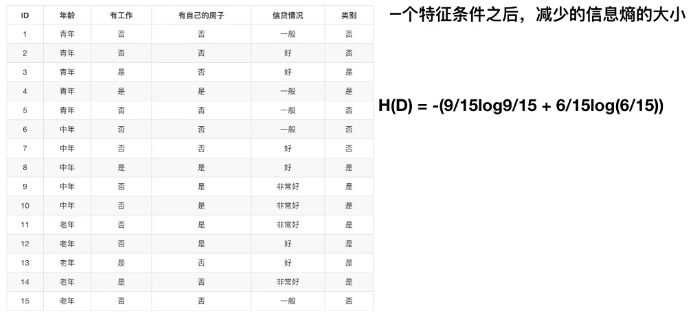 ID 年龄 有工作 有自己的房子 信贷情况 类别
1 青年 否 否 一般 否
2 青年 否 否 好 否
3 青年 是 否 好 是
4 青年 是 是 一般 是
5 青年 否 否 一般 否
6 中年 否 否 一般 否
7 中年 否 否 好 否
8 中年 是 是 好 是
9 中年 否 是 非常好 是
10 中年 否 是 非常好 是
11 老年 否 是 非常好 是
12 老年 否 是 好 是
13 老年 是 否 好 是
14 老年 是 否 非常好 是
15 老年 否 否 一般 否
一个特征条件之后，减少的信息熵的大小
H(D) = -(9/15log9/15 + 6/15log(6/15))